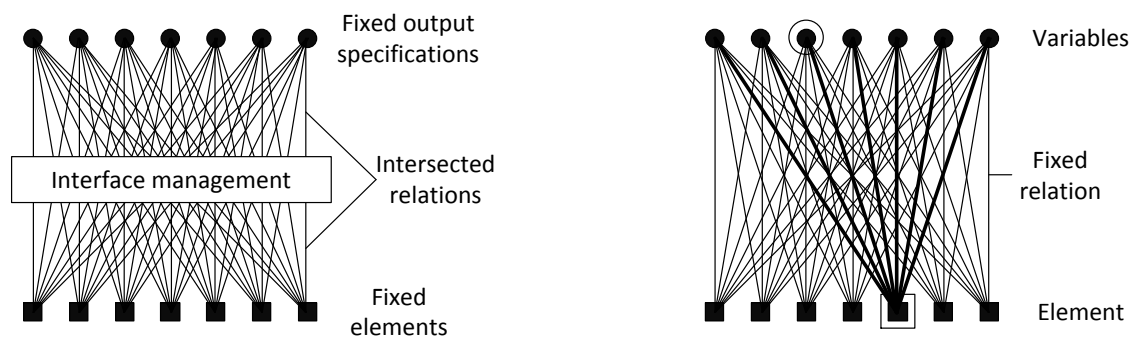 Fixed output
specifications
Interface management
Intersected
relations
Fixed
elements
Variables
Fixed
relation
Element